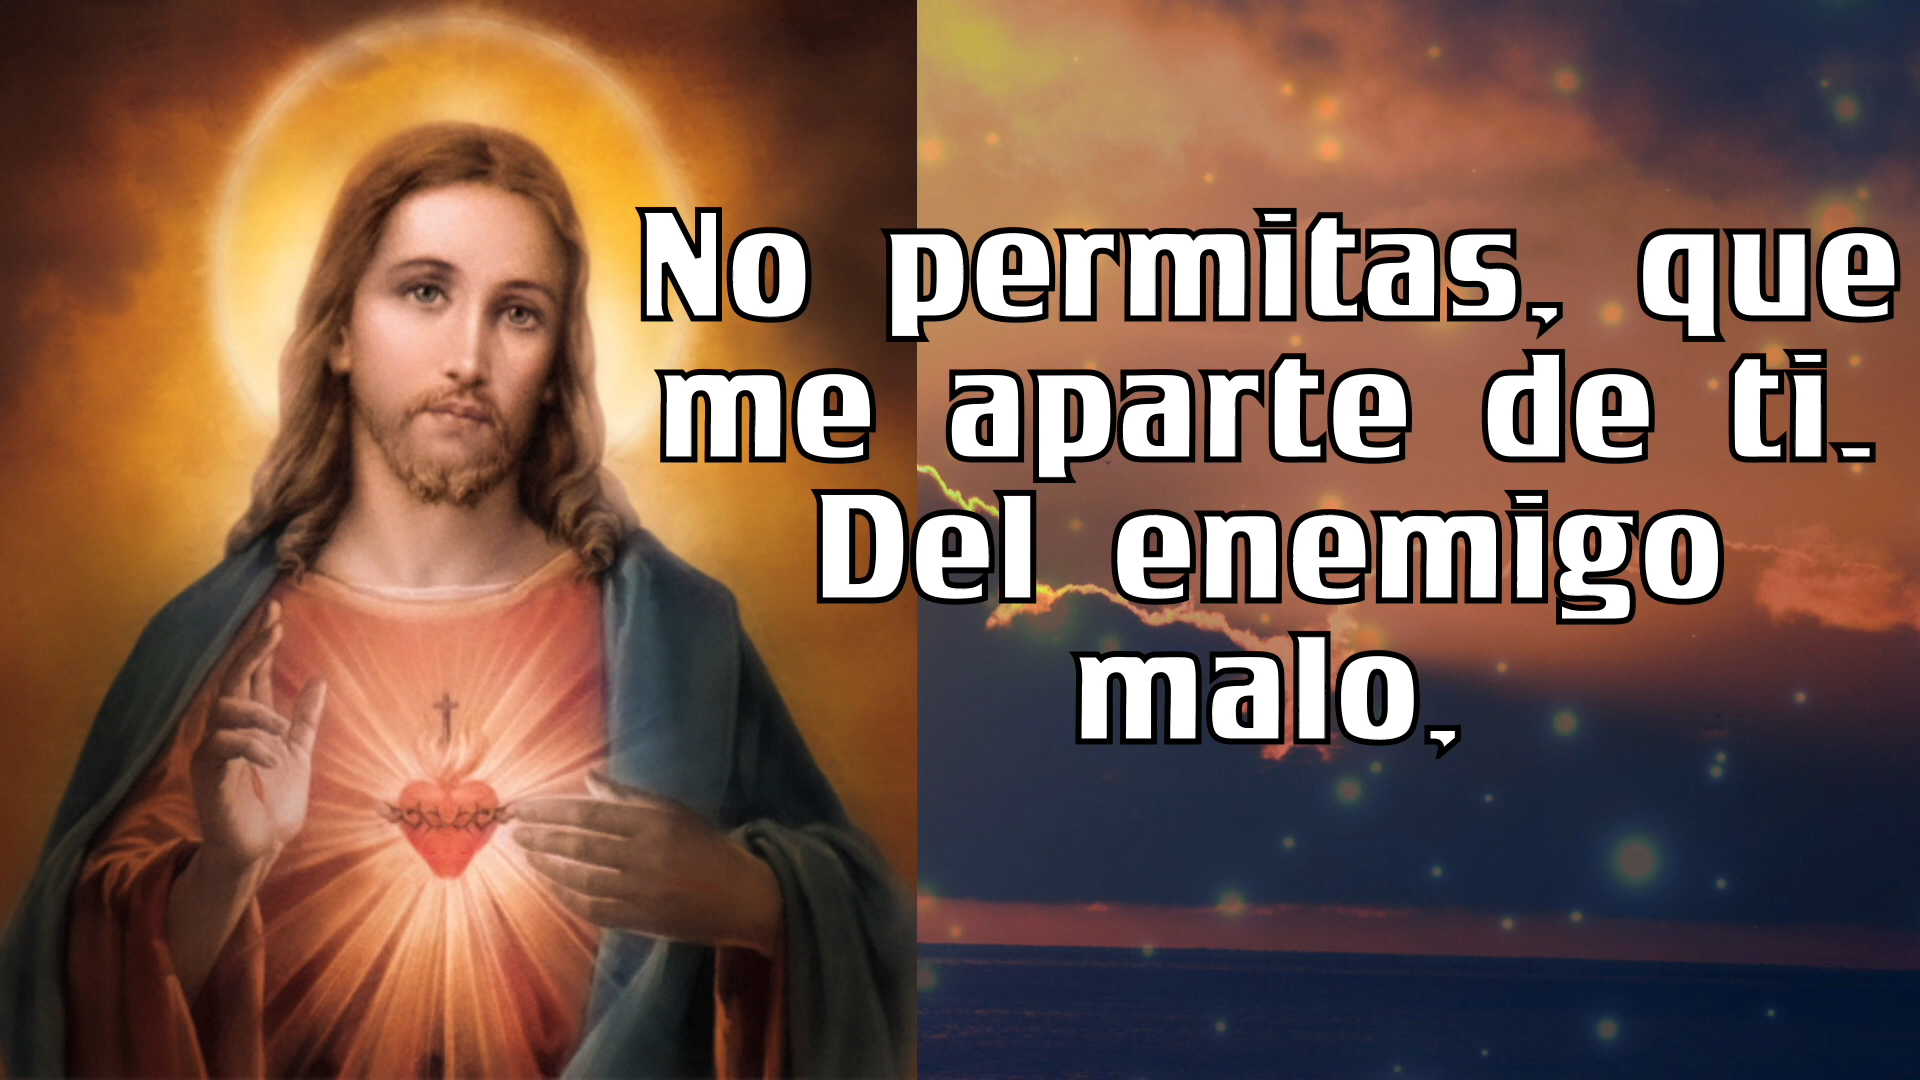 No permitas, que
me aparte de ti.
Del enemigo
malo,